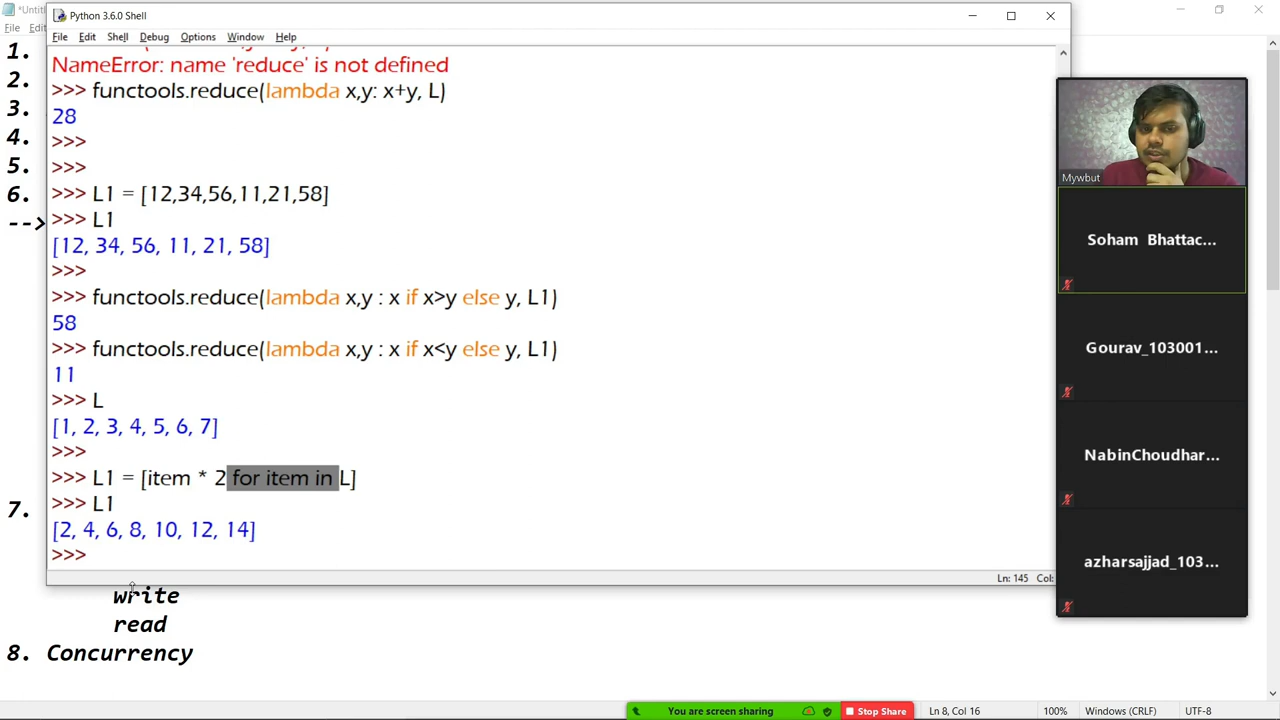 *Untitl
Python 3.6.0 Shell
File Edit
File Edit Shell Debug Options Window Help
1.
2.
3.
4.
5.
6.
-->
7.
NameError: name 'reduce' is not defined
>>> functools.reduce(lambda x,y: x+y, L)
28
>>>
>>>
>>> L1 = [12,34,56,11,21,58]
>>> L1
[12, 34, 56, 11, 21, 58]
>>>
>>> functools.reduce(lambda x,y : x if x>y else y, L1)
58
>>> functools.reduce(lambda x,y : x if x<y else y, L1)
11
>>> L
[1, 2, 3, 4, 5, 6, 7]
>>>
>>> L1 = [item * 2 for item in L]
>>> L1
[2, 4, 6, 8, 10, 12, 14]
>>>
Ln: 145 Col:
write
read
8. Concurrency
Mywbut
Soham Bhattac...
Gourav_103001...
NabinChoudhar...
azharsajjad_103...
You are screen sharing
Stop Share
Ln 8, Col 16
100%
Windows (CRLF)
UTF-8